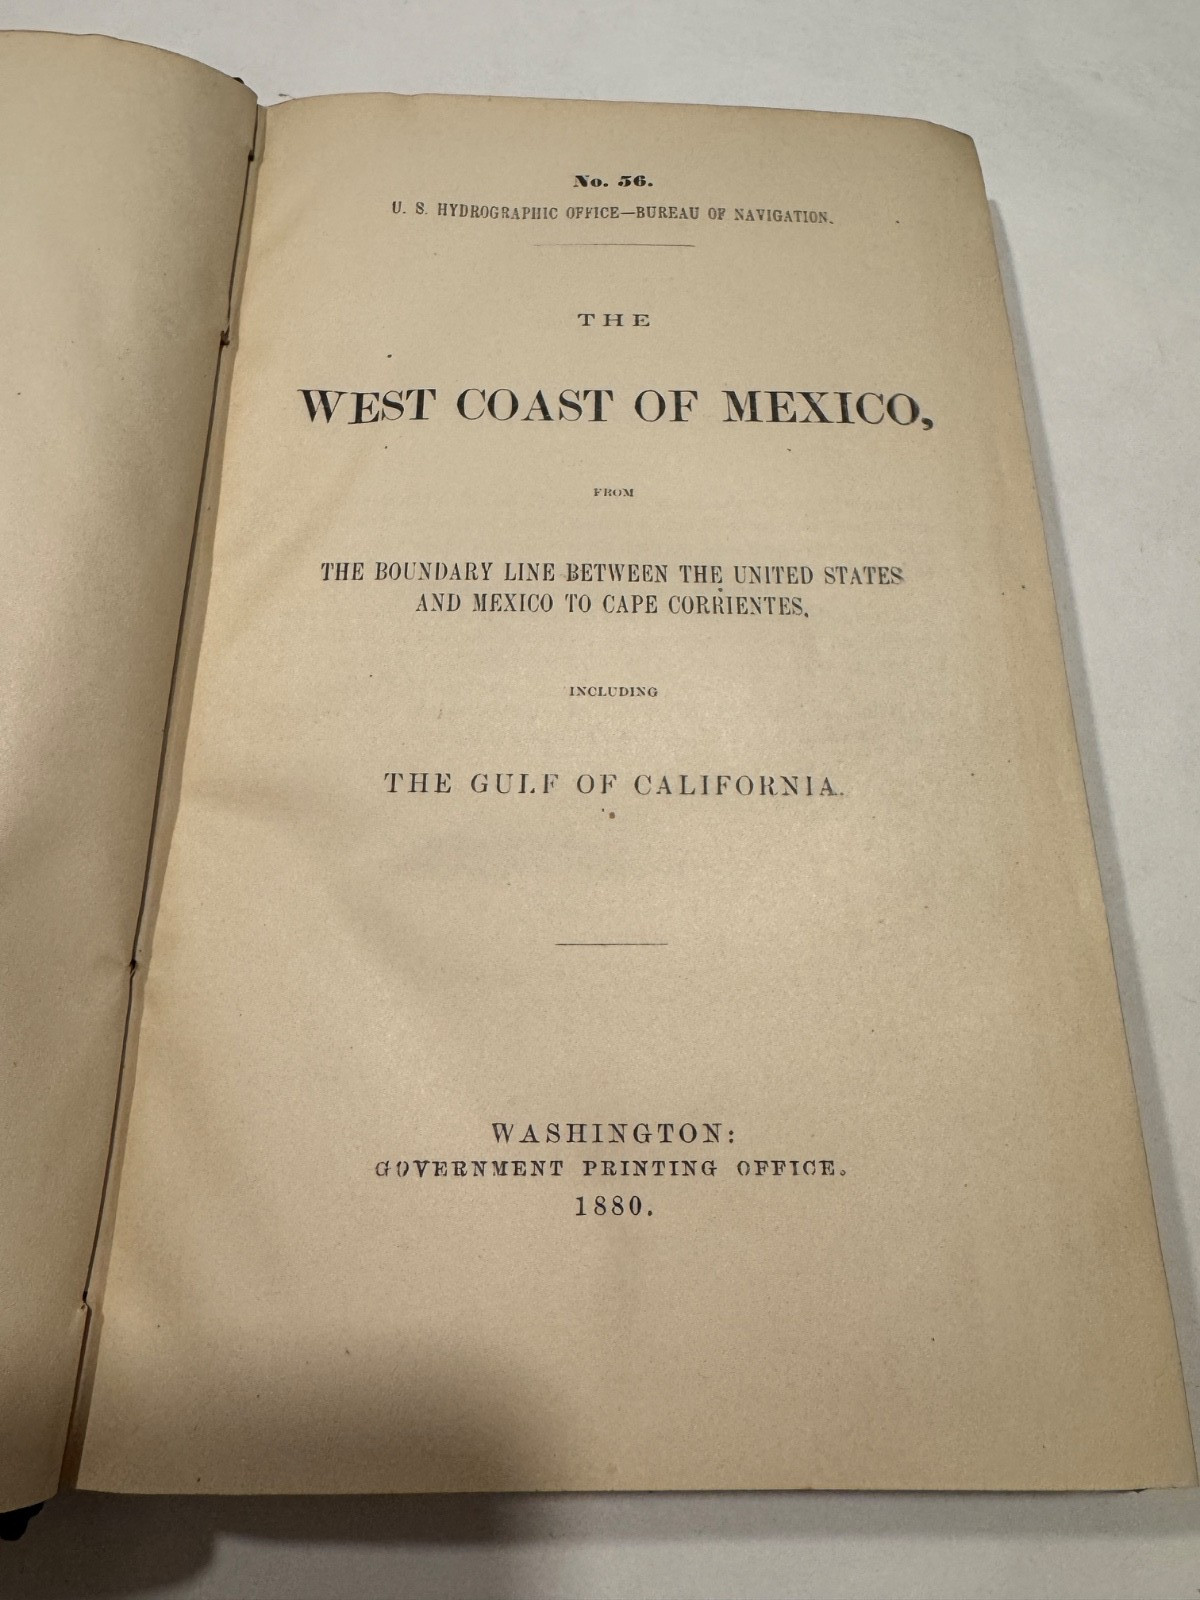 No. 56.
U. S. HYDROGRAPHIC OFFICE—BUREAU OF NAVIGATION.
THE
WEST COAST OF MEXICO,
FROM
THE BOUNDARY LINE BETWEEN THE UNITED STATES
AND MEXICO TO CAPE CORRIENTES,
INCLUDING
THE GULF OF CALIFORNIA.
WASHINGTON:
GOVERNMENT PRINTING OFFICE.
1880.